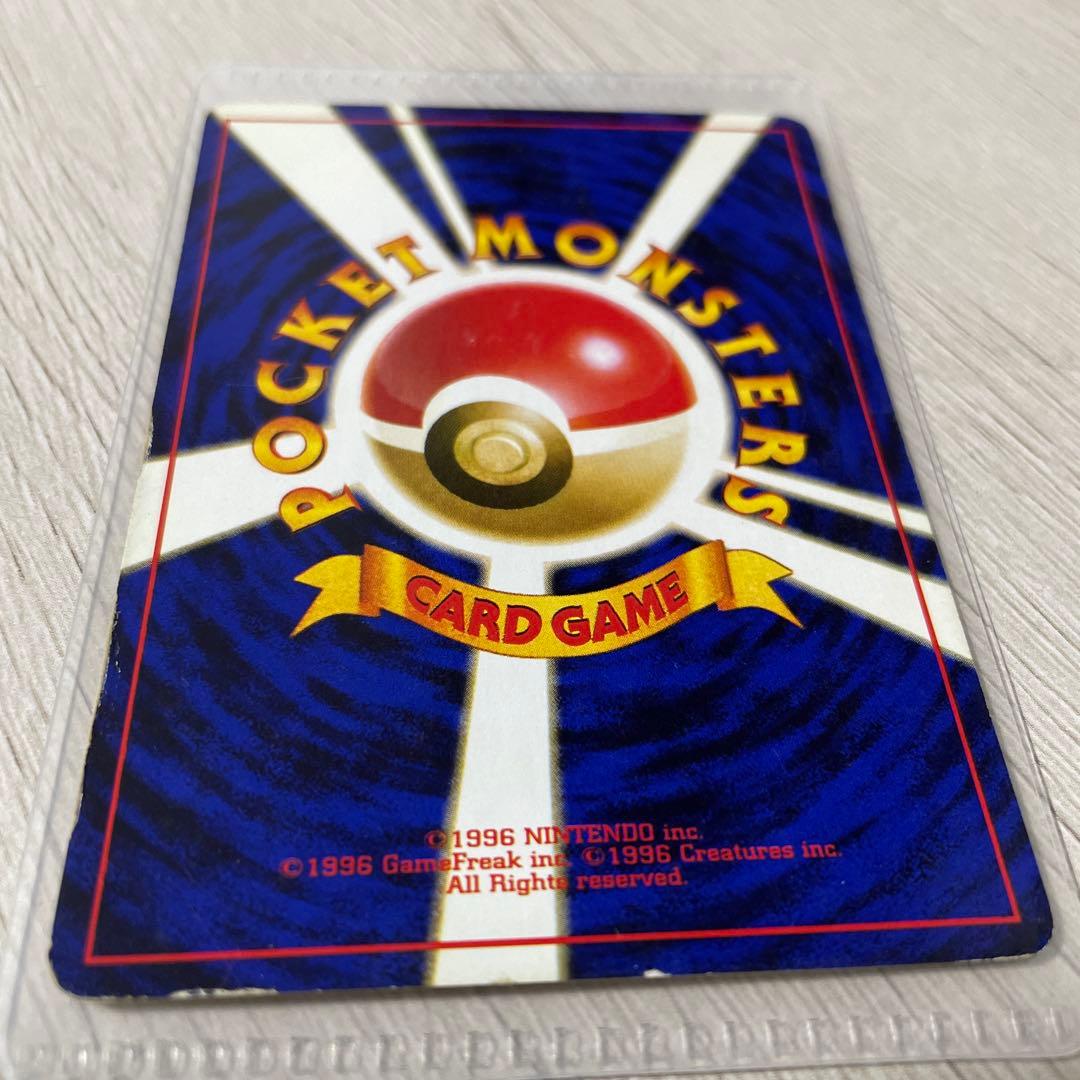 POCKET MONSTERS
CARD GAME
©1996 NINTENDO inc.
©1996 GameFreak inc. ©1996 Creatures inc.
All Rights reserved.